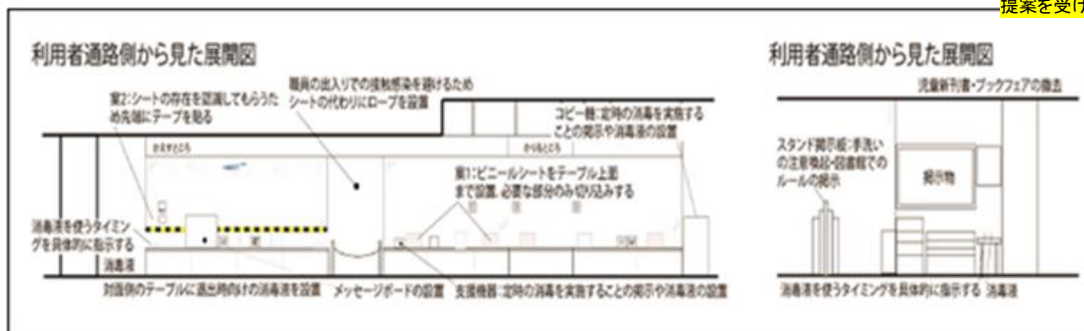 提案を受け
利用者通路側から見た展開図
案2:シートの存在を認識してもらうた
め先端にテープを貼る
職員の出入りでの接触感染を避けるため
シートの代わりにロープを設置
コピー機:定時の消毒を実施する
ことの掲示や消毒液の設置
かえすところ
かりるところ
案1:ビニールシートをテーブル上面
まで設置、必要な部分のみ切り込みする
消毒液を使うタイミン
グを具体的に指示する
消毒液
対面側のテーブルに退出時向けの消毒液を設置
メッセージボードの設置
支援機器:定時の消毒を実施することの掲示や消毒液の設置
利用者通路側から見た展開図
児童新刊書・ブックフェアの撤去
スタンド掲示板:手洗い
の注意喚起・図書館での
ルールの掲示
掲示物
消毒液を使うタイミングを具体的に指示する
消毒液